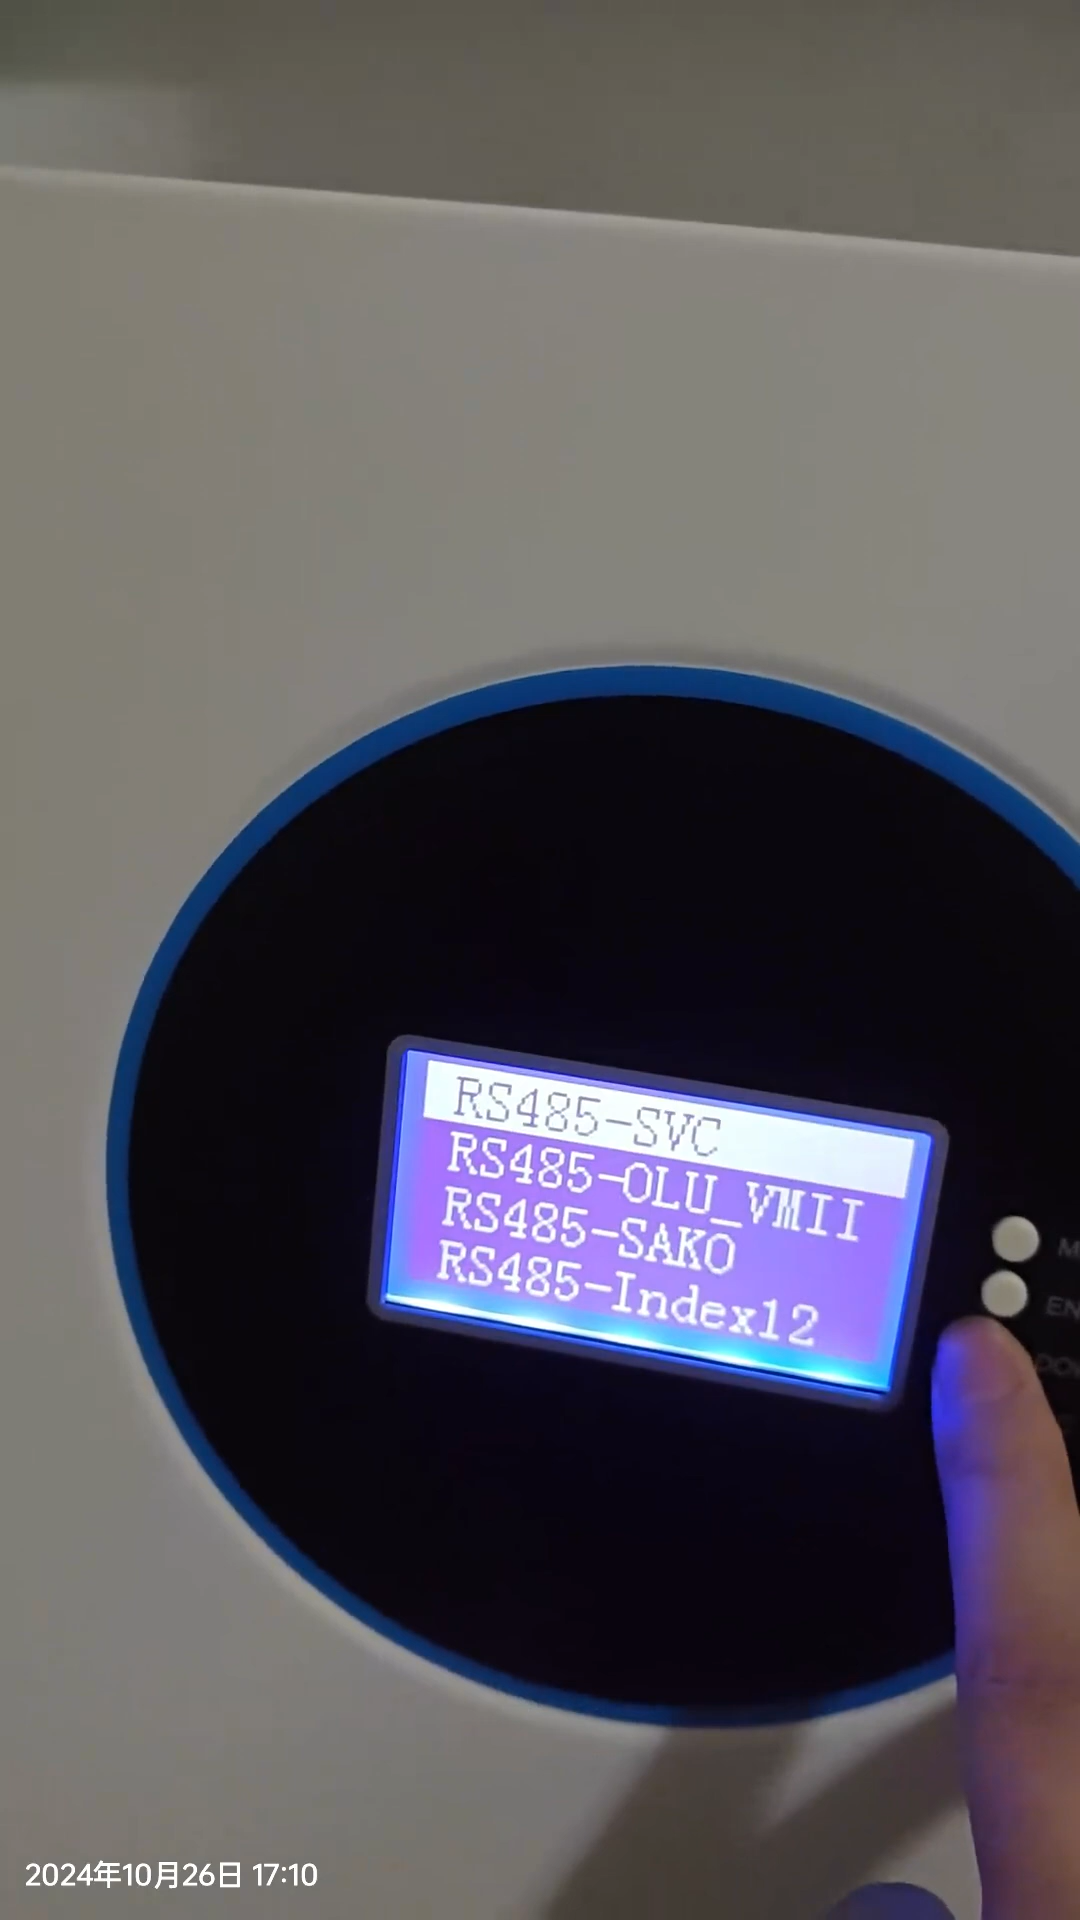 RS485-SVC
RS485-OLU_VMII
RS485-SAKO
RS485-Index12
2024年10月26日 17:10